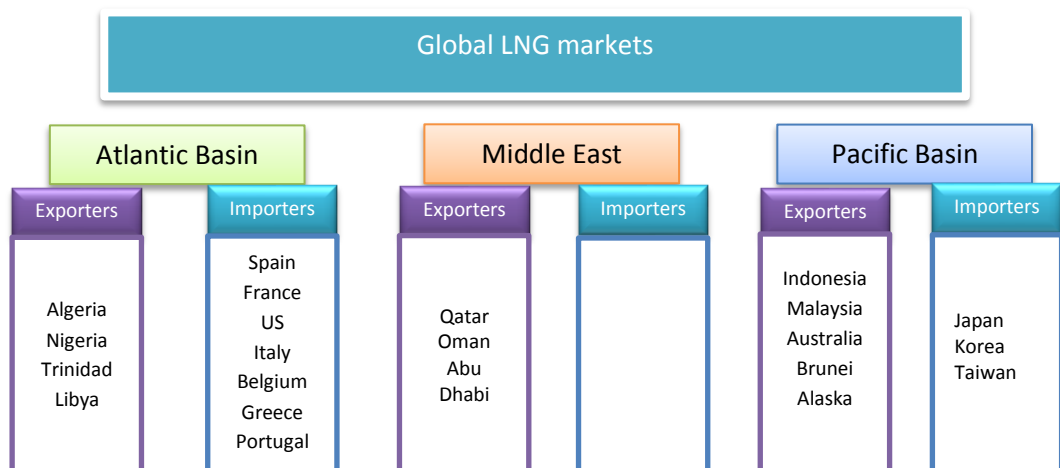 Global LNG markets
Atlantic Basin
Middle East
Pacific Basin
Exporters
Importers
Exporters
Importers
Exporters
Importers
Algeria
Nigeria
Trinidad
Libya
Spain
France
US
Italy
Belgium
Greece
Portugal
Qatar
Oman
Abu
Dhabi
Indonesia
Malaysia
Australia
Brunei
Alaska
Japan
Korea
Taiwan